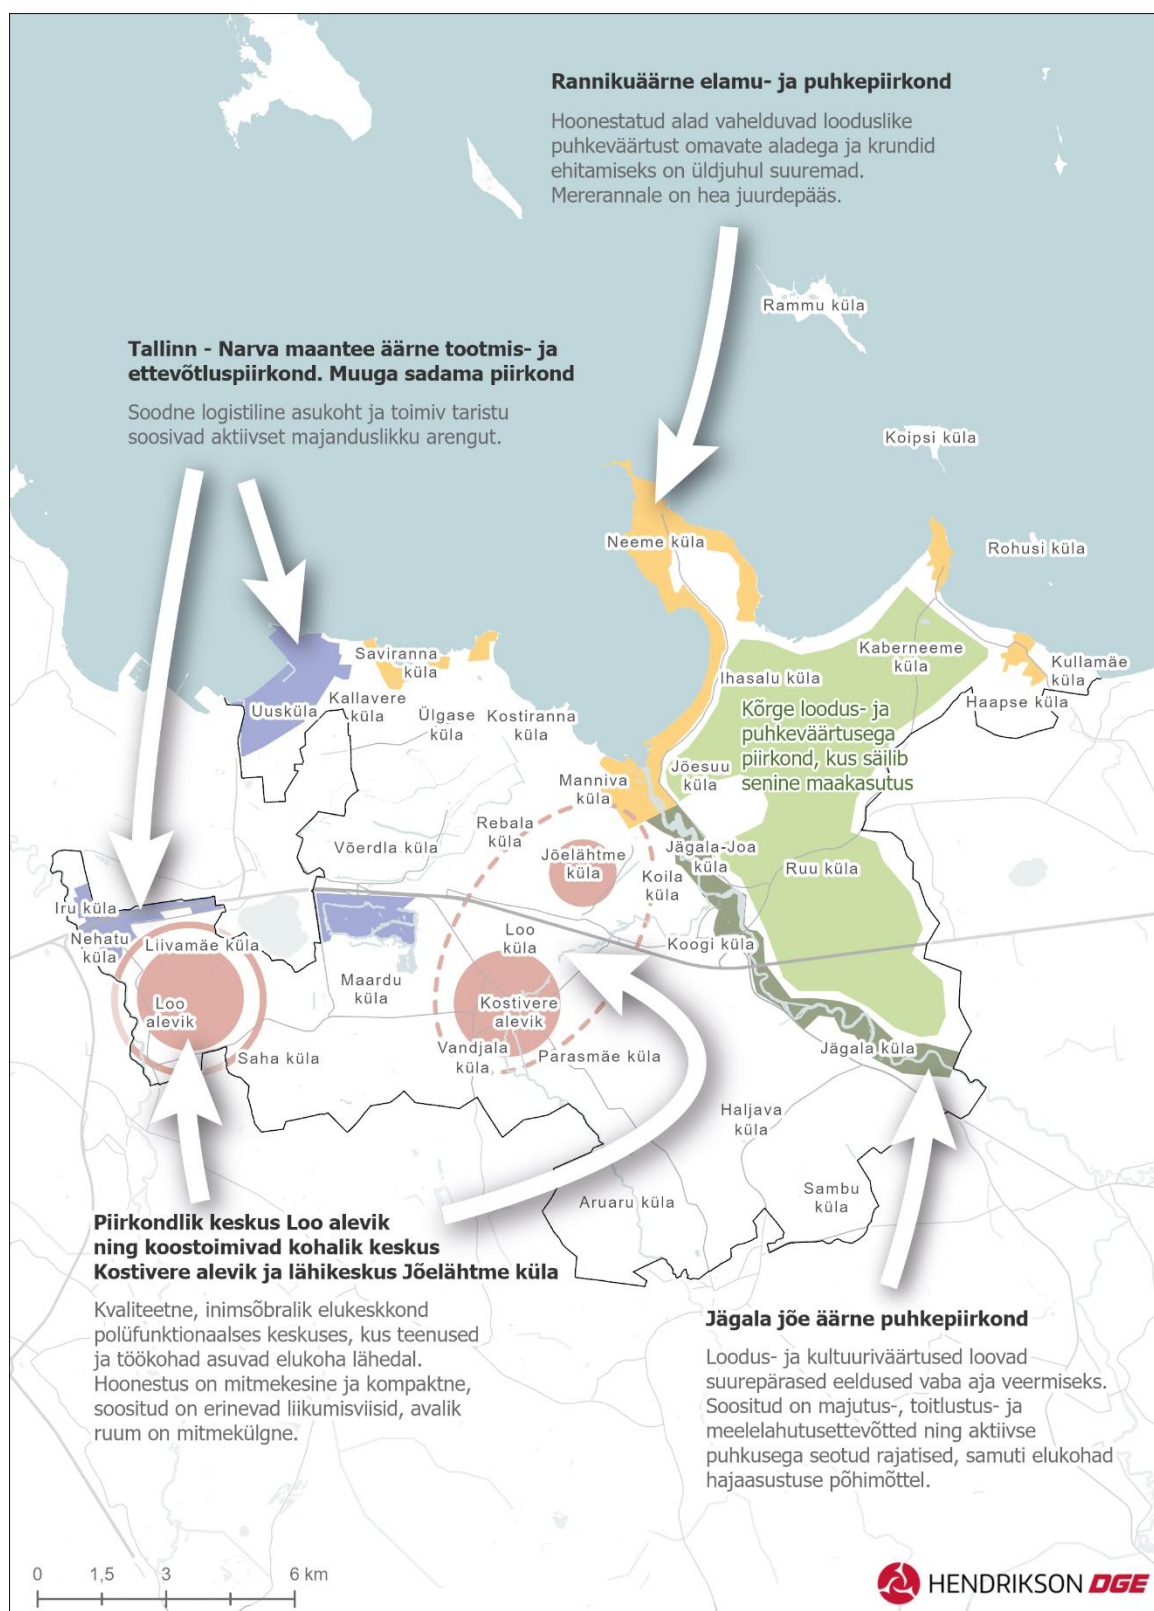 Rannikuäärne elamu- ja puhkepiirkond
Hoonestatud alad vahelduvad looduslike
puhkeväärtust omavate aladega ja krundid
ehitamiseks on üldjuhul suuremad.
Mererannale on hea juurdepääs.
Rammu küla
Tallinn - Narva maantee äärne tootmis- ja
ettevõtluspiirkond. Muuga sadama piirkond
Soodne logistiline asukoht ja toimiv taristu
soosivad aktiivset majanduslikku arengut.
Koipsi küla
Neeme küla
Rohusi küla
Saviranna
küla
Kaberneeme
küla
Kullamäe
küla
Ihasalu küla
Haapse küla
Uusküla
Kallavere
küla
Ülgase
küla
Kostiranna
küla
Kõrge loodus- ja
puhkeväärtusega
piirkond, kus säilib
senine maakasutus
Jõesuu
küla
Manniva
küla
Rebala
küla
Võerdla küla
Jõelähtme
küla
Jägala-Joa
küla
Koila
küla
Ruu küla
Iru küla
Nehatu
küla
Liivamäe küla
Loo
küla
Koogi küla
Maardu
küla
Loo
alevik
Kostivere
alevik
Saha küla
Vandjala
küla
Parasmäe küla
Jägala küla
Haljava
küla
Aruaru küla
Sambu
küla
Piirkondlik keskus Loo alevik
ning koostoimivad kohalik keskus
Kostivere alevik ja lähikeskus Jõelähtme küla
Kvaliteetne, inimsõbralik elukeskkond
polüfunktionaalses keskuses, kus teenused
ja töökohad asuvad elukoha lähedal.
Hoonestus on mitmekesine ja kompaktne,
soositud on erinevad liikumisviisid, avalik
ruum on mitmekülgne.
Jägala jõe äärne puhkepiirkond
Loodus- ja kultuuriväärtused loovad
suurepärased eeldused vaba aja veermiseks.
Soositud on majutus-, toitlustus- ja
meelelahutusettevõtted ning aktiivse
puhkusega seotud rajatised, samuti elukohad
hajaasustuse põhimõttel.
0 1,5 3 6 km
HENDRIKSON DGE